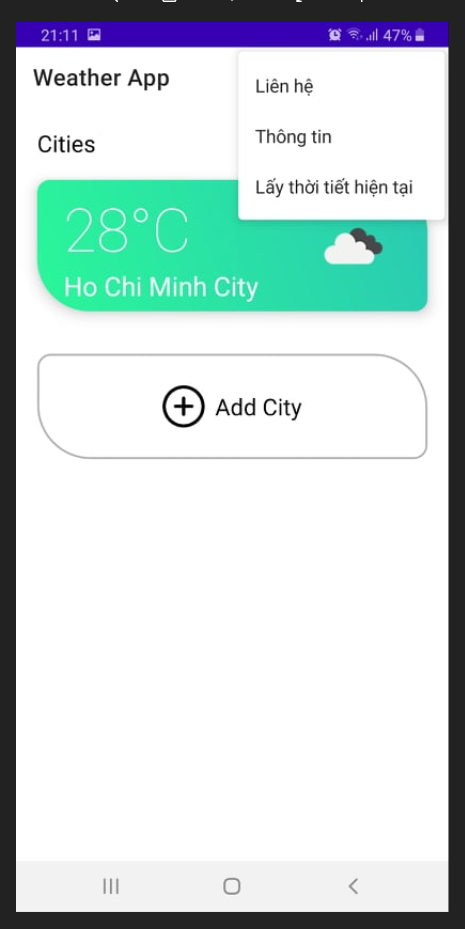 21:11 47%
Weather App
Liên hệ
Thông tin
Lấy thời tiết hiện tại
Cities
28°C
Ho Chi Minh City
Add City